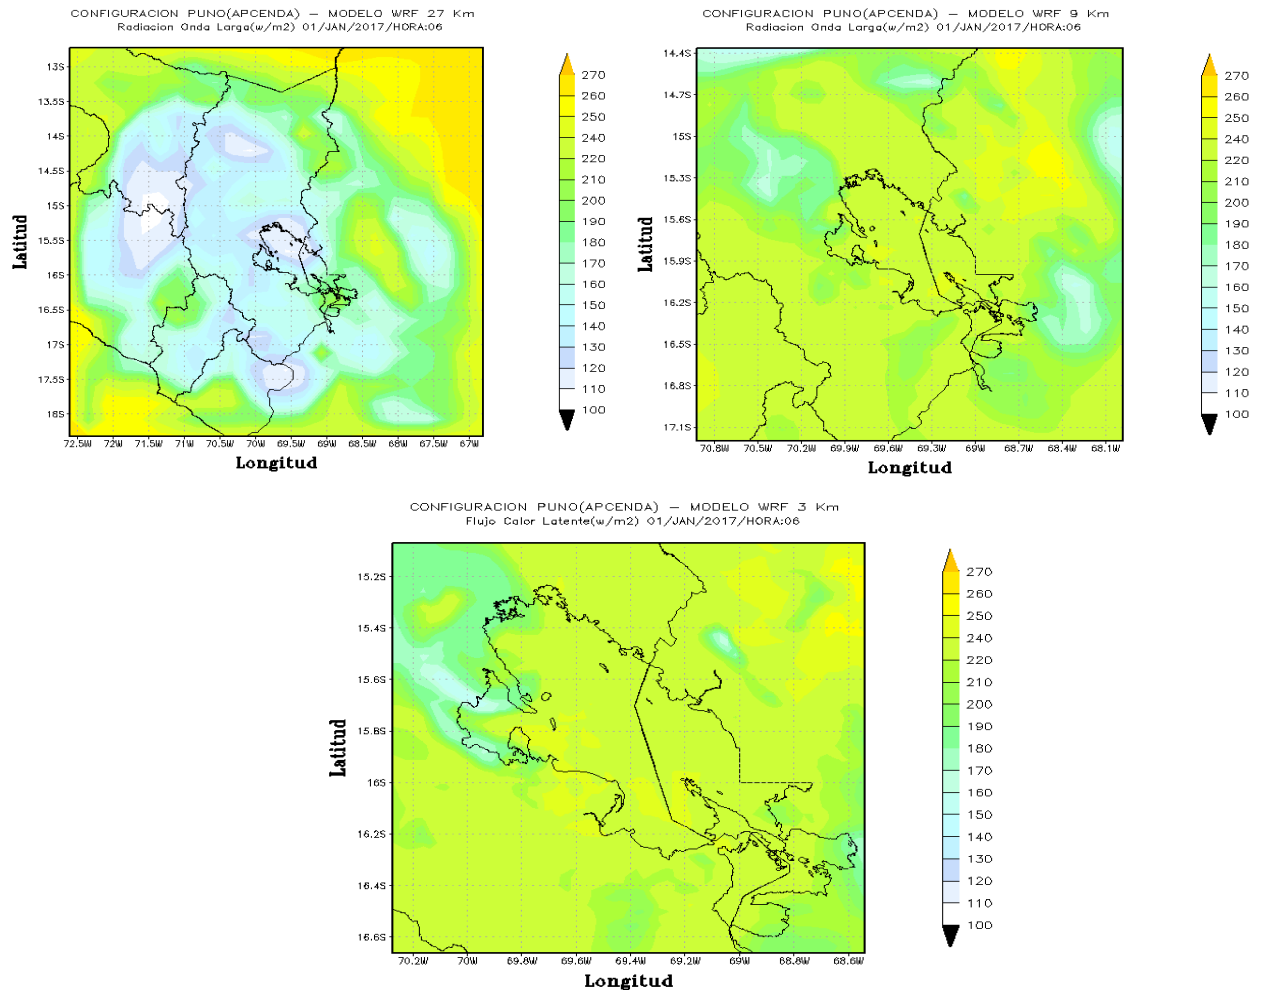 CONFIGURACION PUNO(APCENDA) – MODELO WRF 27 Km
Radiacion Onda Larga(w/m2) 01/JAN/2017/HORA:06
13S
13.5S
14S
14.5S
15S
15.5S
16S
16.5S
17S
17.5S
18S
Latitud
72.5W 72W 71.5W 71W 70.5W 70W 69.5W 69W 68.5W 68W 67.5W 67W
Longitud
270
260
250
240
220
210
200
190
180
170
160
150
140
130
120
110
100
CONFIGURACION PUNO(APCENDA) – MODELO WRF 9 Km
Radiacion Onda Larga(w/m2) 01/JAN/2017/HORA:06
14.4S
14.7S
15S
15.3S
15.6S
15.9S
16.2S
16.5S
16.8S
17.1S
Latitud
70.8W 70.5W 70.2W 69.9W 69.6W 69.3W 69W 68.7W 68.4W 68.1W
Longitud
270
260
250
240
220
210
200
190
180
170
160
150
140
130
120
110
100
CONFIGURACION PUNO(APCENDA) – MODELO WRF 3 Km
Flujo Calor Latente(w/m2) 01/JAN/2017/HORA:06
15.2S
15.4S
15.6S
15.8S
16S
16.2S
16.4S
16.6S
Latitud
70.2W 70W 69.8W 69.6W 69.4W 69.2W 69W 68.8W 68.6W
Longitud
270
260
250
240
220
210
200
190
180
170
160
150
140
130
120
110
100